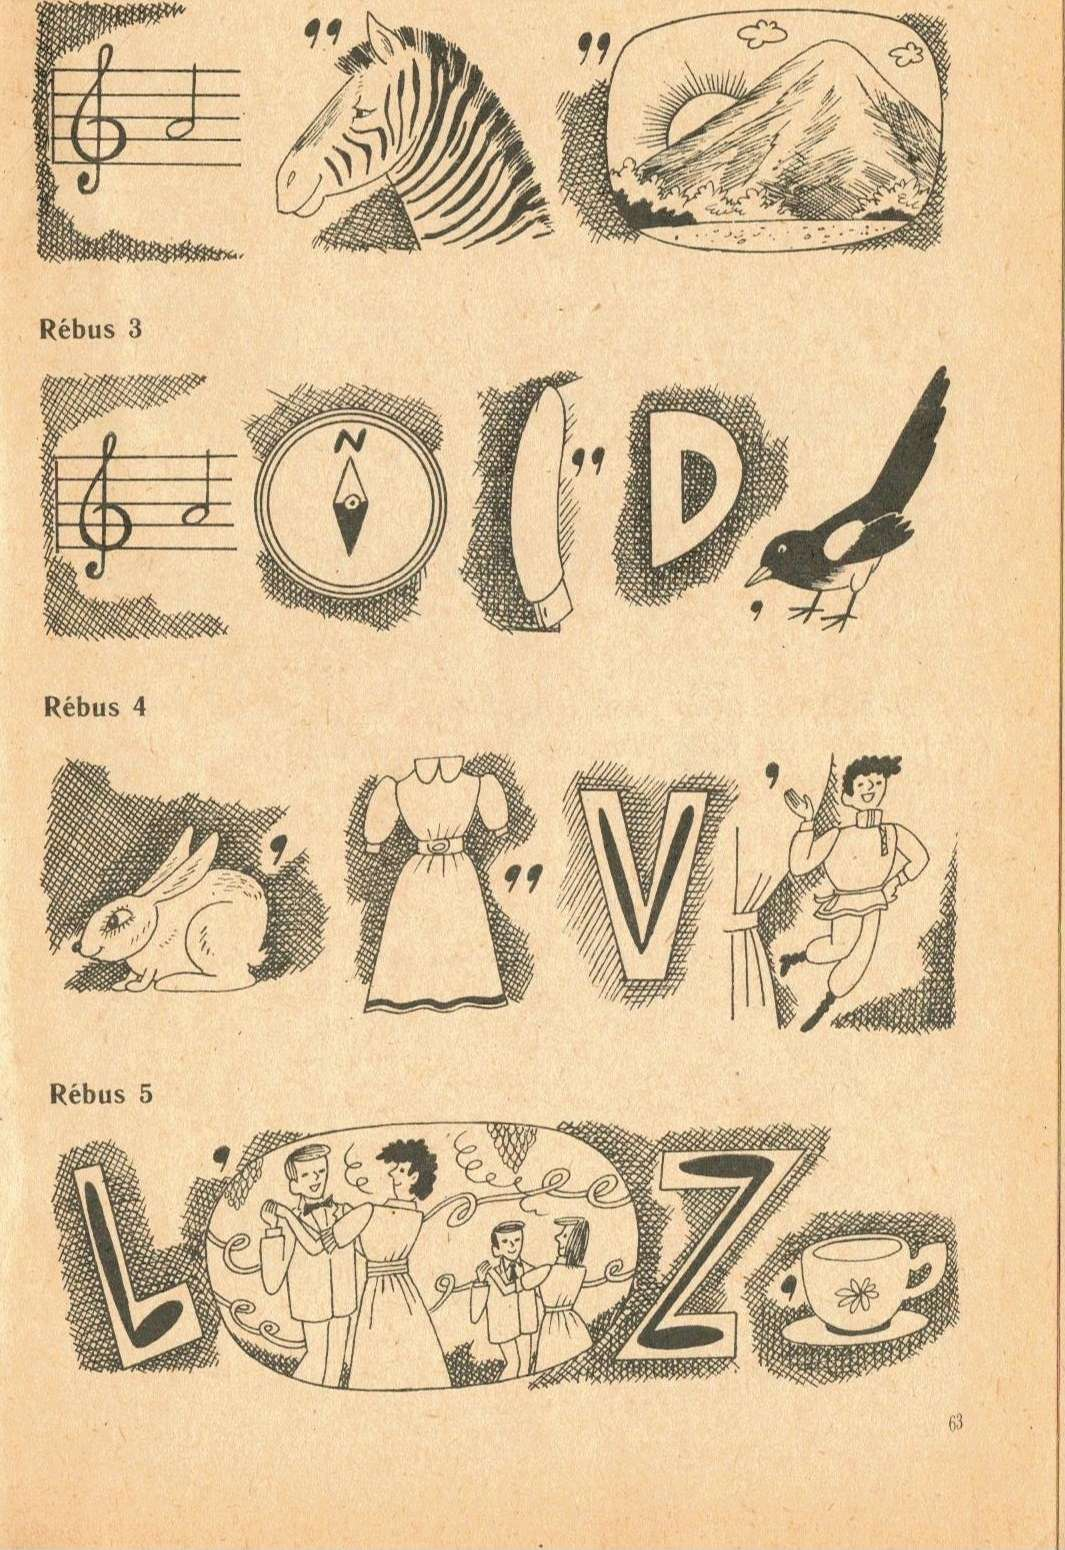 ,, ,,
Rébus 3
N ,, D ,
Rébus 4
, ,, V ,
Rébus 5
L , Z ,
63